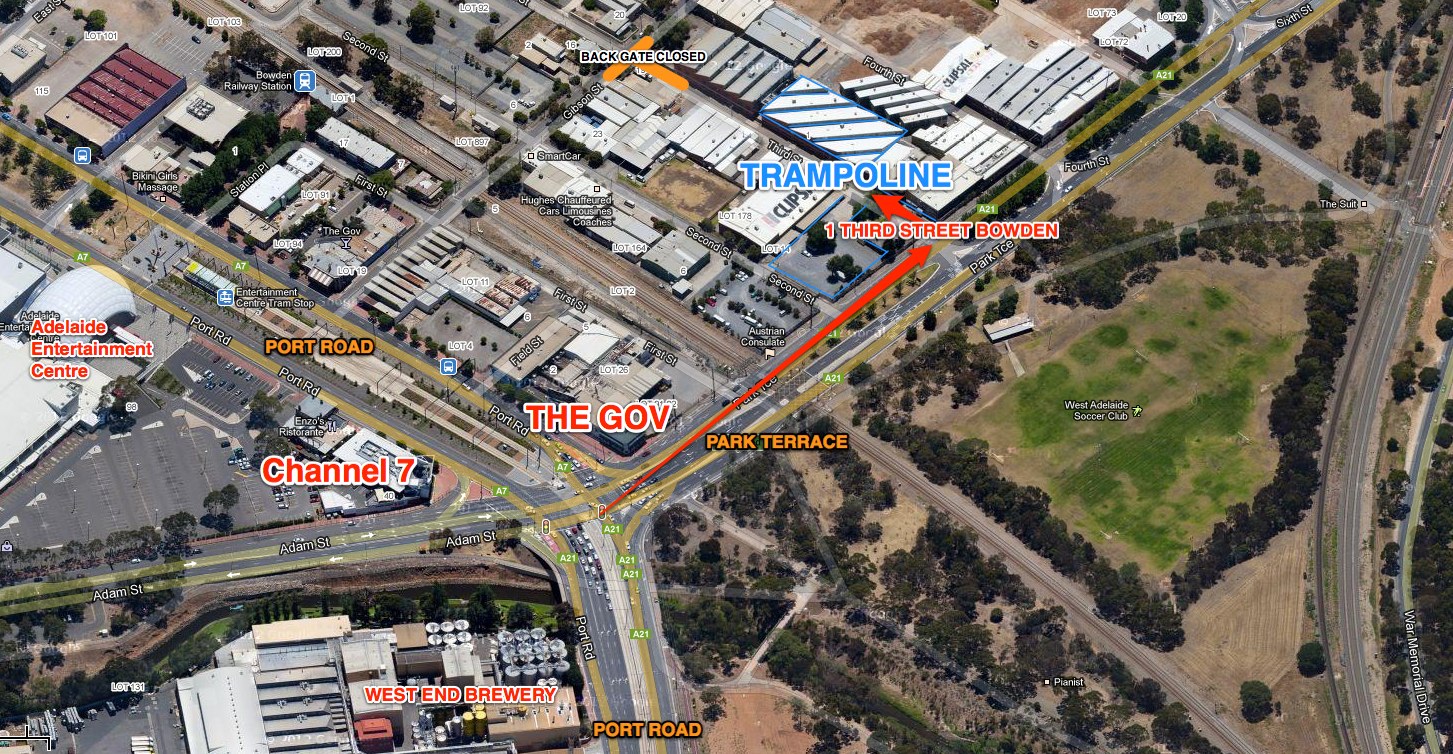 East St
LOT 103
LOT 92
20
LOT 73
LOT 20
Sixth St
LOT 101
Second St
LOT 200
2
16
BACK GATE CLOSED
Fourth St
LOT 72
CLIPSAL
A21
115
Bowden
Railway Station
LOT 1
6
Gibson St
LOT 897
23
1
17
7
SmartCar
Third St
TRAMPOLINE
Fourth St
Bikini Girls
Massage
Station Pl
First St
LOT 91
Hughes Chauffeured
Cars Limousines
Coaches
CLIPSAL
The Suit
5
LOT 178
A21
The Gov
LOT 94
Second St
LOT 164
LOT 14
1 THIRD STREET BOWDEN
A7
A7
LOT 19
6
Park Tce
Entertainment
Centre Tram Stop
LOT 11
First St
LOT 2
Second St
Adelaide
Entertainment
Centre
Port Rd
6
5
Austrian
Consulate
PORT ROAD
LOT 4
Field St
First St
2
LOT 26
A21
Port Rd
98
Park Tce
West Adelaide
Soccer Club
Enzo's
Ristorante
Port Rd
THE GOV
PARK TERRACE
Channel 7
A7
40
A7
A21
Adam St
Adam St
A21
A21
A21
Adam St
Port Rd
A21
War Memorial Drive
LOT 131
WEST END BREWERY
Pianist
PORT ROAD